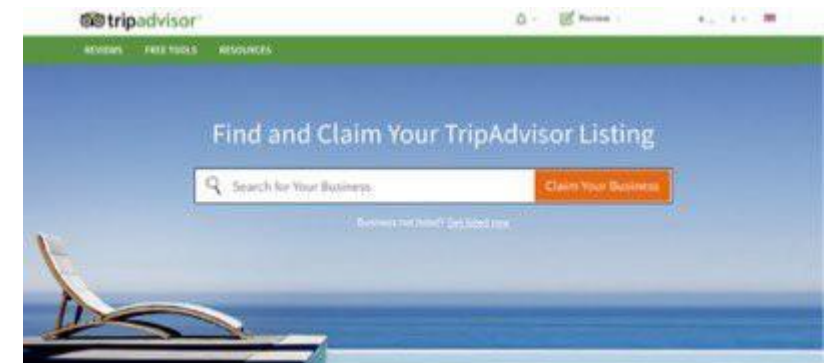 tripadvisor
Review
REVIEWS FREE TOOLS RESOURCES
Find and Claim Your TripAdvisor Listing
Search for Your Business
Claim Your Business
Business not listed? Get listed now